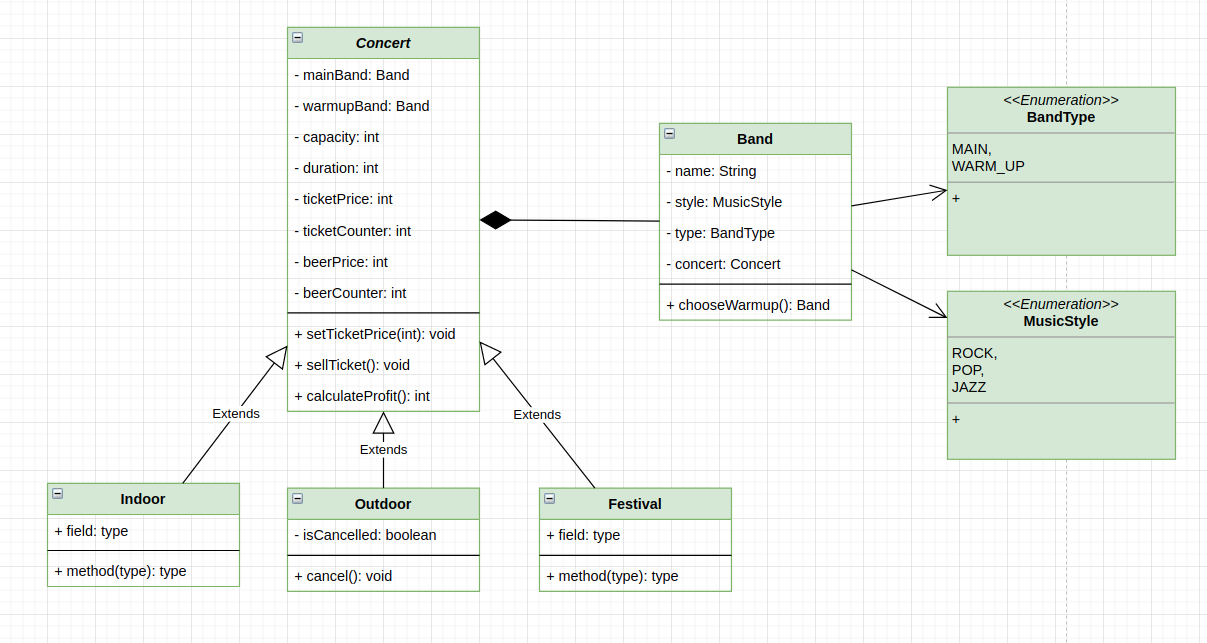 Concert
- mainBand: Band
- warmupBand: Band
- capacity: int
- duration: int
- ticketPrice: int
- ticketCounter: int
- beerPrice: int
- beerCounter: int
+ setTicketPrice(int): void
+ sellTicket(): void
+ calculateProfit(): int
Band
- name: String
- style: MusicStyle
- type: BandType
- concert: Concert
+ chooseWarmup(): Band
<<Enumeration>>
BandType
MAIN,
WARM_UP
+
<<Enumeration>>
MusicStyle
ROCK,
POP,
JAZZ
+
Extends
Extends
Extends
Indoor
+ field: type
+ method(type): type
Outdoor
- isCancelled: boolean
+ cancel(): void
Festival
+ field: type
+ method(type): type